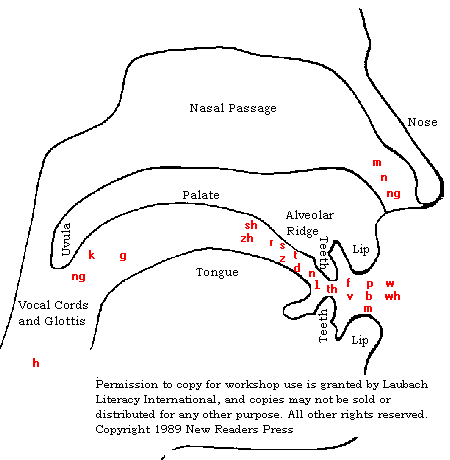 Nasal Passage
Nose
m
n
ng
Palate
Alveolar
Ridge
Uvula
sh
zh
r
s
z
t
d
n
l
th
Teeth
Lip
k
g
ng
Tongue
f
v
p
b
m
w
wh
Teeth
Lip
Vocal Cords
and Glottis
h
Permission to copy for workshop use is granted by Laubach
Literacy International, and copies may not be sold or
distributed for any other purpose. All other rights reserved.
Copyright 1989 New Readers Press